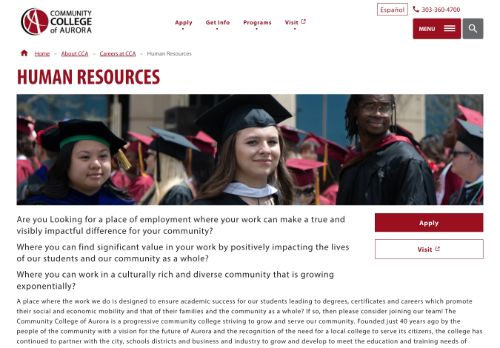 COMMUNITY
COLLEGE
of AURORA
Español
303-360-4700
Apply
Get Info
Programs
Visit
MENU
Home – About CCA – Careers at CCA – Human Resources
HUMAN RESOURCES
Are you Looking for a place of employment where your work can make a true and
visibly impactful difference for your community?
Where you can find significant value in your work by positively impacting the lives
of our students and our community as a whole?
Where you can work in a culturally rich and diverse community that is growing
exponentially?
Apply
Visit
A place where the work we do is designed to ensure academic success for our students leading to degrees, certificates and careers which promote
their social and economic mobility and that of their families and the community as a whole? If so, then please consider joining our team! The
Community College of Aurora is a progressive community college striving to grow and serve our community. Founded just 40 years ago by the
people of the community with a vision for the future of Aurora and the recognition of the need for a local college to serve its citizens, the college has
continued to partner with the city, schools districts and business and industry to grow and develop to meet the education and training needs of